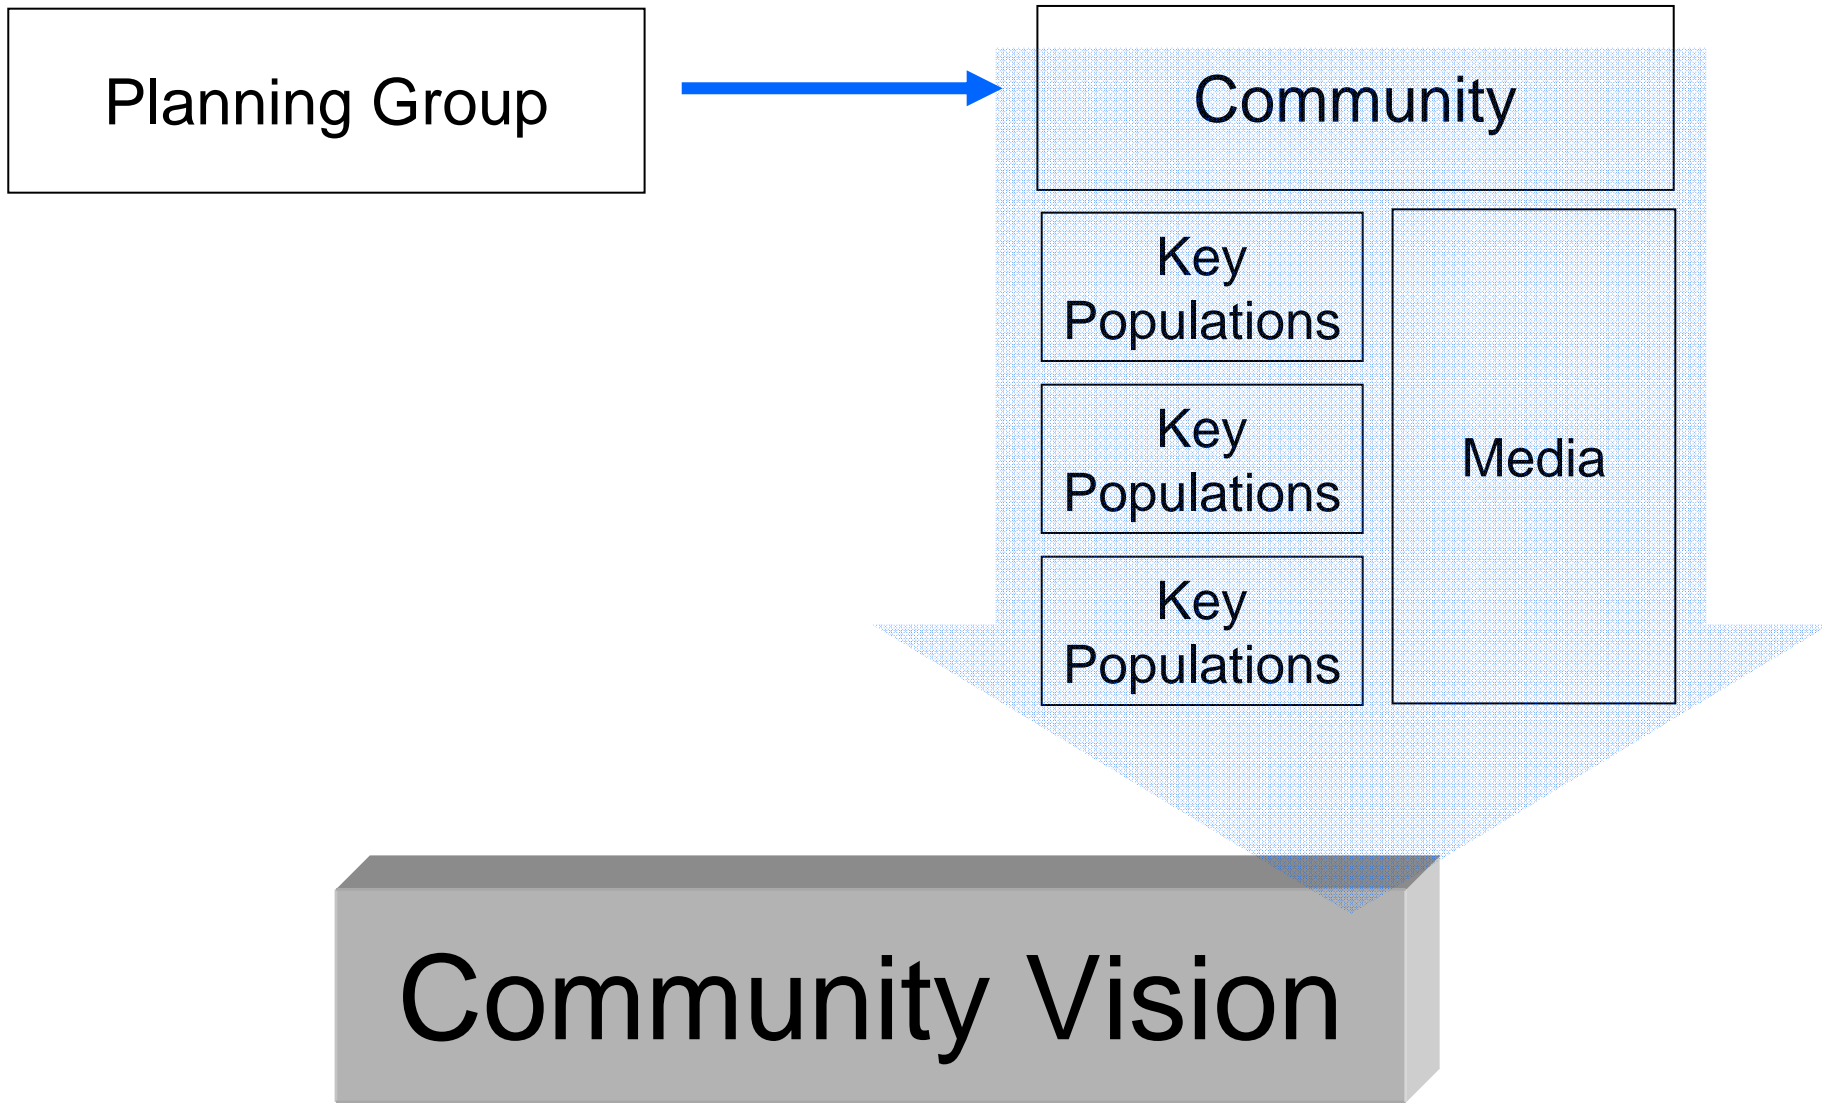 Planning Group
Community
Key
Populations
Key
Populations
Key
Populations
Media
Community Vision